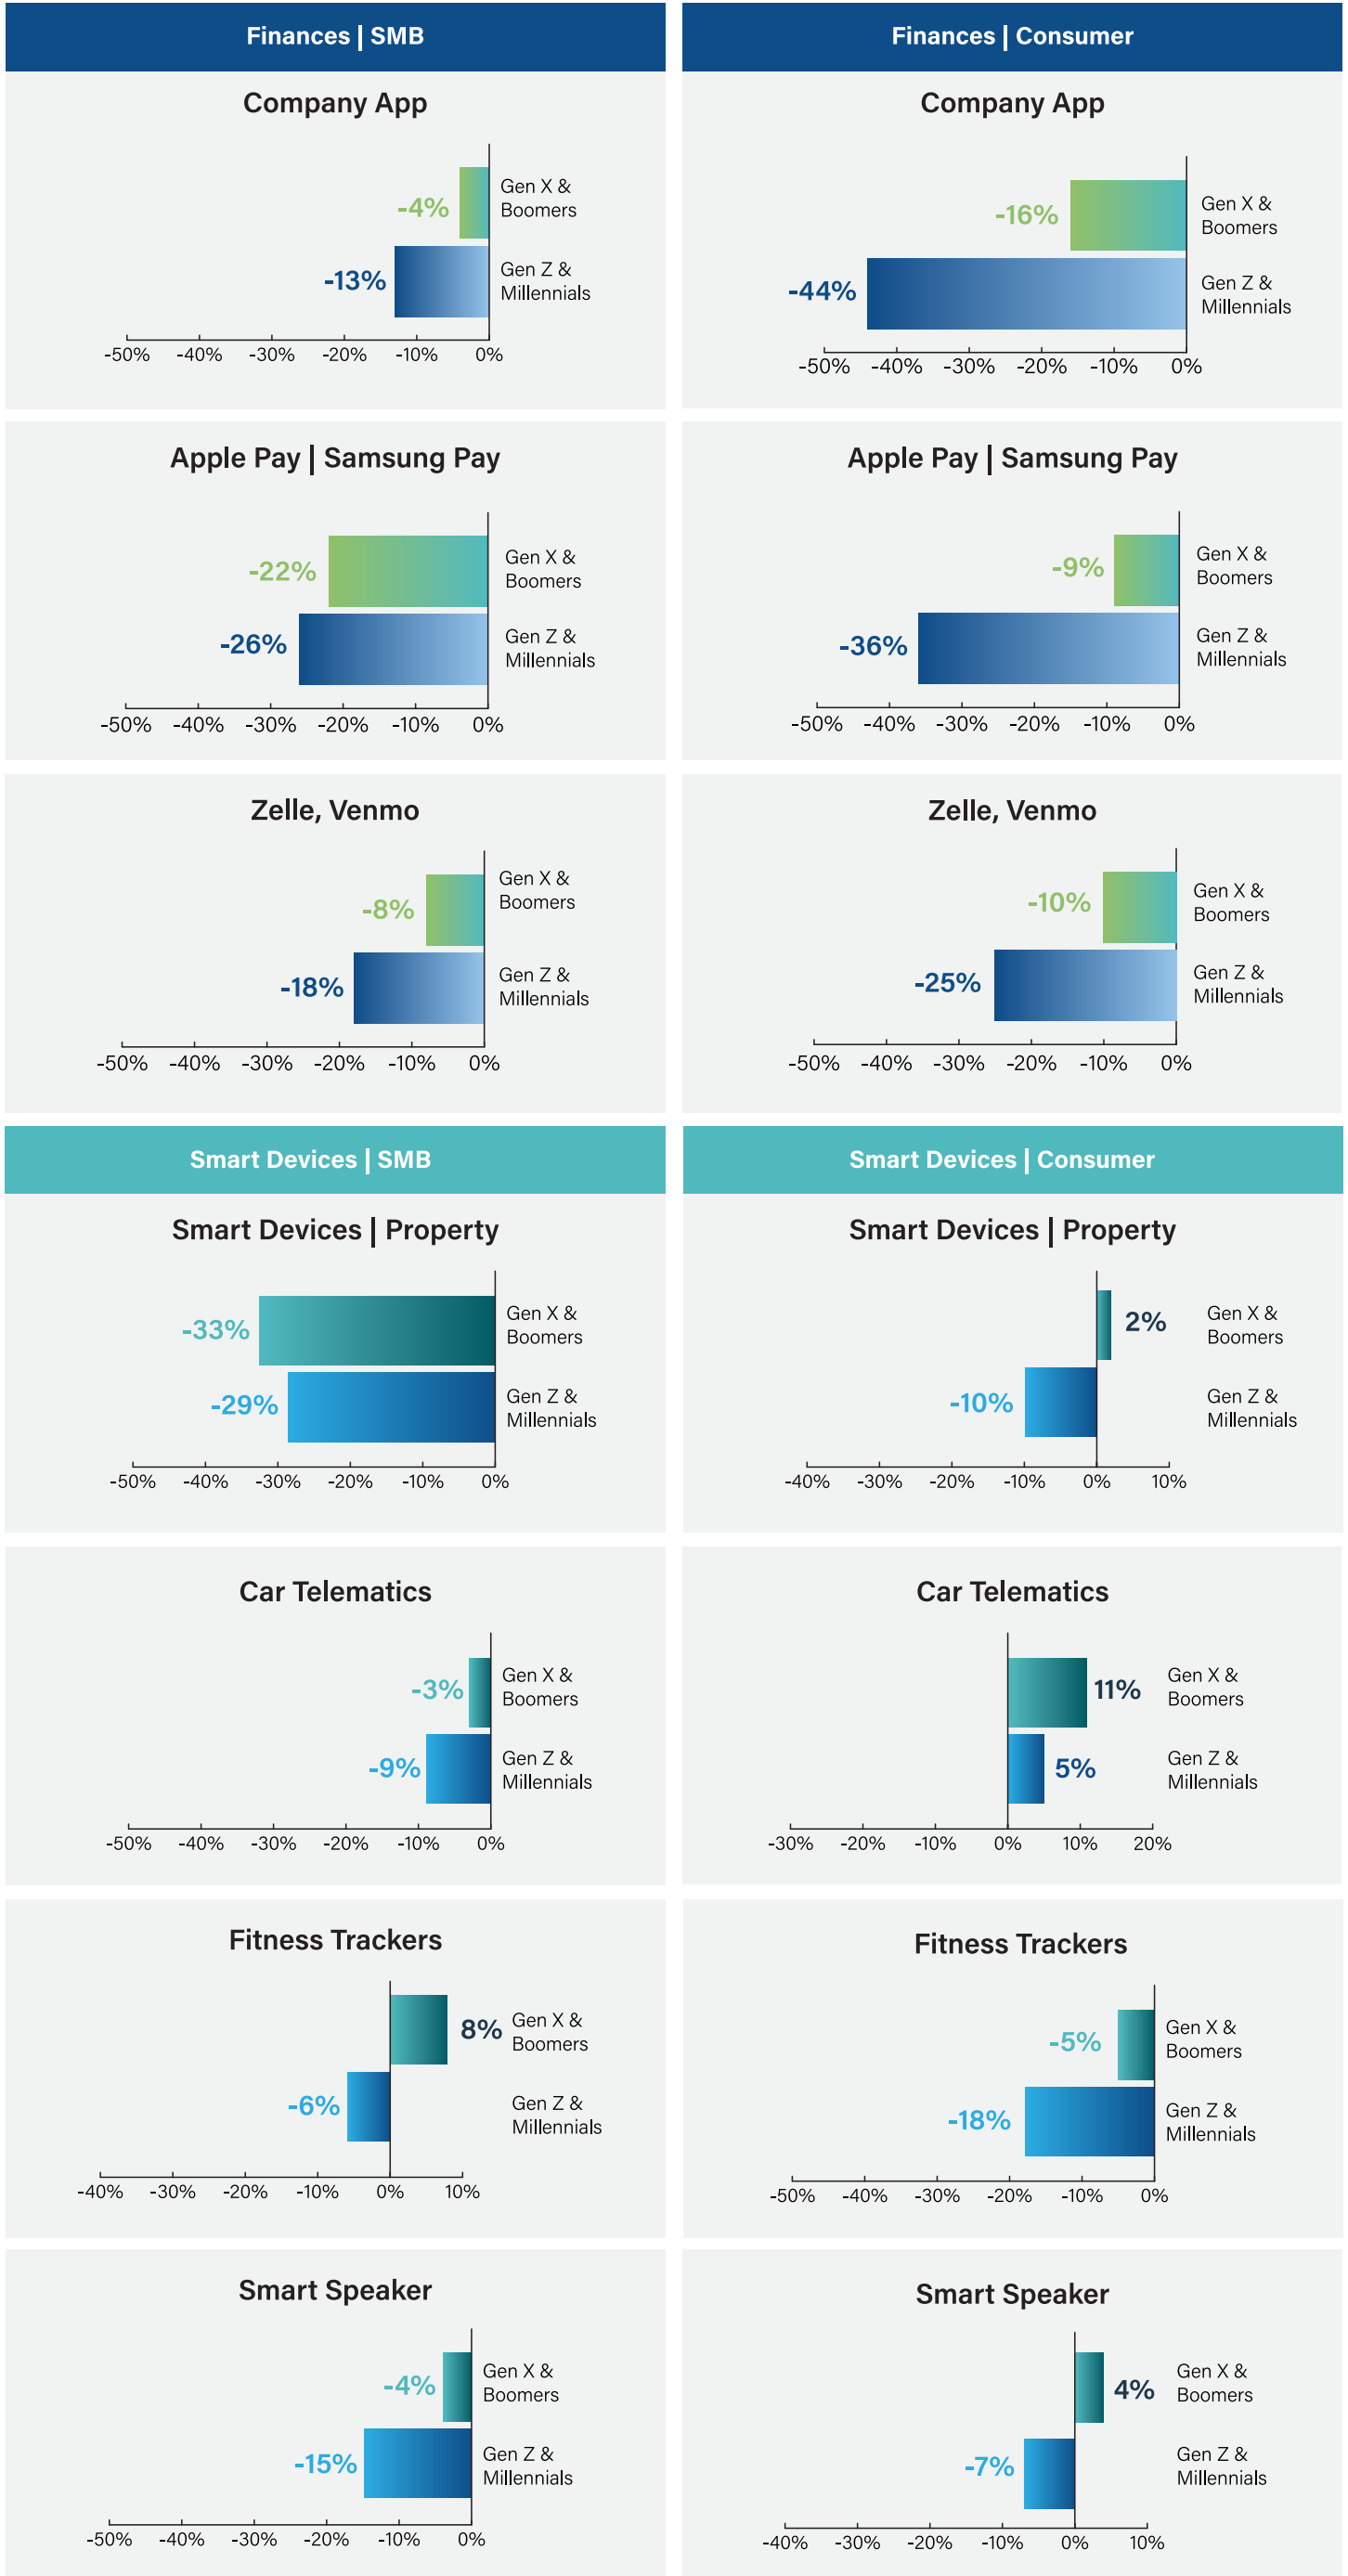 Finances | SMB
Company App
-4%
Gen X &
Boomers
-13%
Gen Z &
Millennials
-50% -40% -30% -20% -10% 0%
Finances | Consumer
Company App
-16%
Gen X &
Boomers
-44%
Gen Z &
Millennials
-50% -40% -30% -20% -10% 0%
Apple Pay | Samsung Pay
-22%
Gen X &
Boomers
-26%
Gen Z &
Millennials
-50% -40% -30% -20% -10% 0%
Apple Pay | Samsung Pay
-9%
Gen X &
Boomers
-36%
Gen Z &
Millennials
-50% -40% -30% -20% -10% 0%
Zelle, Venmo
-8%
Gen X &
Boomers
-18%
Gen Z &
Millennials
-50% -40% -30% -20% -10% 0%
Zelle, Venmo
-10%
Gen X &
Boomers
-25%
Gen Z &
Millennials
-50% -40% -30% -20% -10% 0%
Smart Devices | SMB
Smart Devices | Property
-33%
Gen X &
Boomers
-29%
Gen Z &
Millennials
-50% -40% -30% -20% -10% 0%
Smart Devices | Consumer
Smart Devices | Property
2%
Gen X &
Boomers
-10%
Gen Z &
Millennials
-40% -30% -20% -10% 0% 10%
Car Telematics
-3%
Gen X &
Boomers
-9%
Gen Z &
Millennials
-50% -40% -30% -20% -10% 0%
Car Telematics
11%
Gen X &
Boomers
5%
Gen Z &
Millennials
-30% -20% -10% 0% 10% 20%
Fitness Trackers
8%
Gen X &
Boomers
-6%
Gen Z &
Millennials
-40% -30% -20% -10% 0% 10%
Fitness Trackers
-5%
Gen X &
Boomers
-18%
Gen Z &
Millennials
-50% -40% -30% -20% -10% 0%
Smart Speaker
-4%
Gen X &
Boomers
-15%
Gen Z &
Millennials
-50% -40% -30% -20% -10% 0%
Smart Speaker
4%
Gen X &
Boomers
-7%
Gen Z &
Millennials
-40% -30% -20% -10% 0% 10%